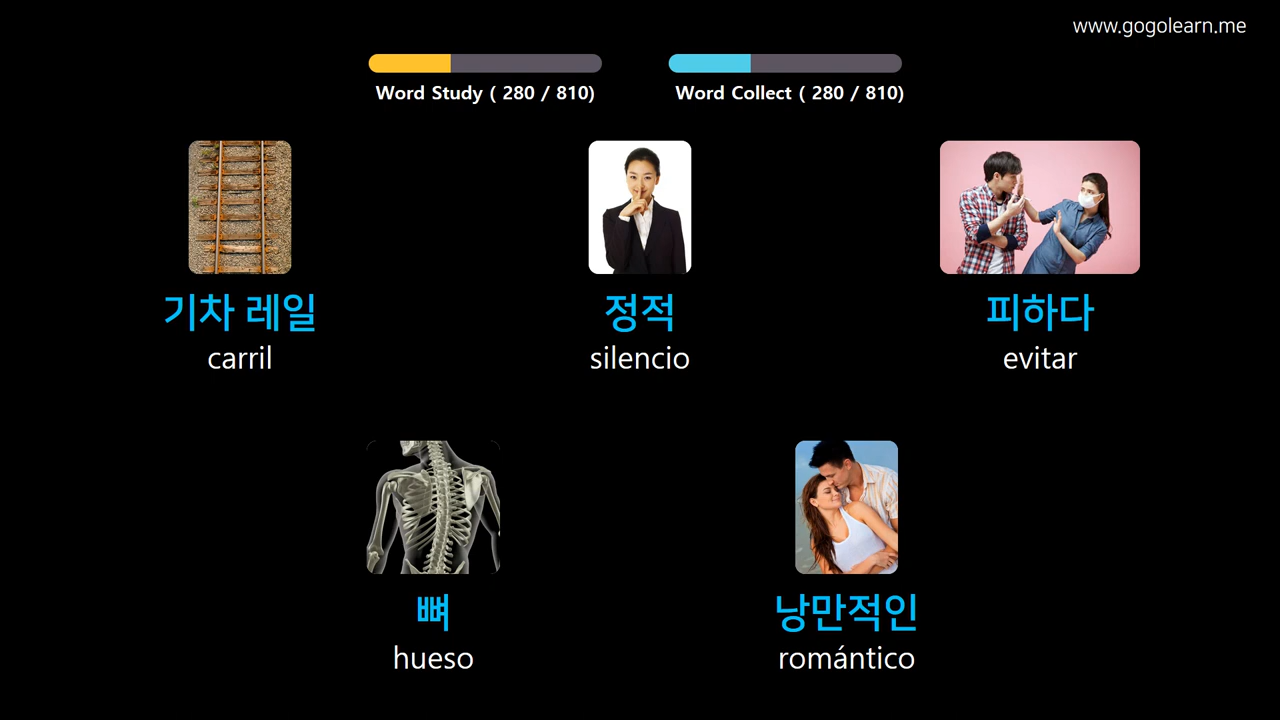 www.gogolearn.me
Word Study ( 280 / 810)
Word Collect ( 280 / 810)
기차 레일
carril
정적
silencio
피하다
evitar
뼈
hueso
낭만적인
romántico